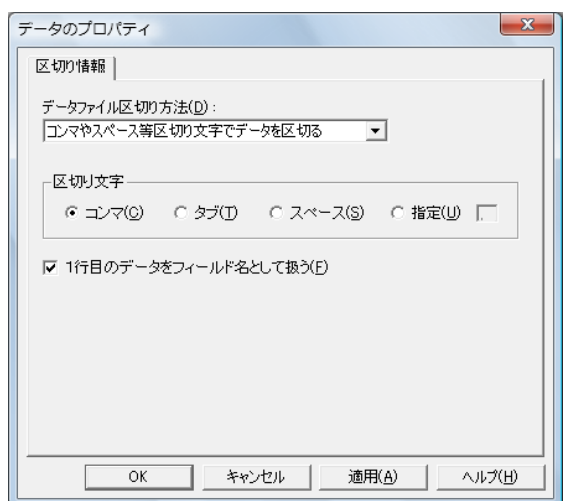 データのプロパティ
区切り情報
データファイル区切り方法(D):
コンマやスペース等区切り文字でデータを区切る
区切り文字
コンマ(C) タブ(T) スペース(S) 指定(U)
1行目のデータをフィールド名として扱う(F)
OK キャンセル 適用(A) ヘルプ(H)